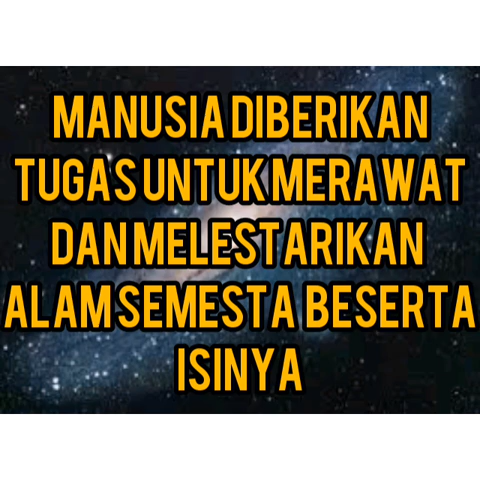 MANUSIA DIBERIKAN
TUGAS UNTUK MERAWAT
DAN MELESTARIKAN
ALAM SEMESTA BESERTA
ISINYA